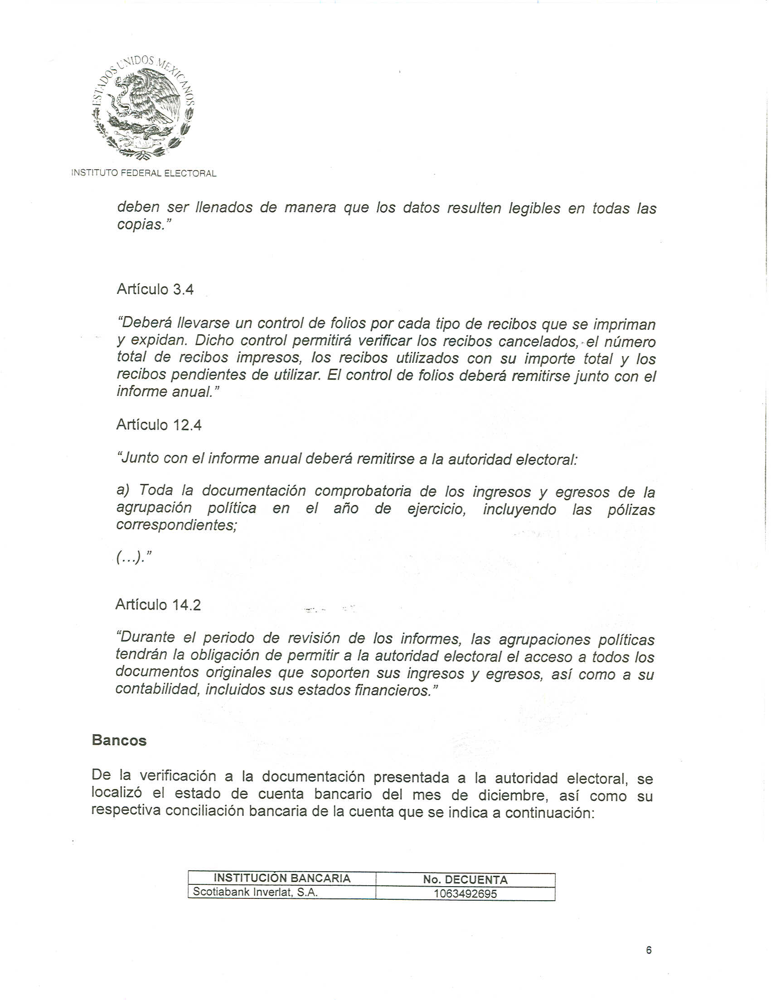 ESTADOS UNIDOS MEXICANOS
INSTITUTO FEDERAL ELECTORAL
deben ser llenados de manera que los datos resulten legibles en todas las
copias.”
Artículo 3.4
“Deberá llevarse un control de folios por cada tipo de recibos que se impriman
y expidan. Dicho control permitirá verificar los recibos cancelados, el número
total de recibos impresos, los recibos utilizados con su importe total y los
recibos pendientes de utilizar. El control de folios deberá remitirse junto con el
informe anual.”
Artículo 12.4
“Junto con el informe anual deberá remitirse a la autoridad electoral:
a) Toda la documentación comprobatoria de los ingresos y egresos de la
agrupación política en el año de ejercicio, incluyendo las pólizas
correspondientes;
(...).”
Artículo 14.2
“Durante el periodo de revisión de los informes, las agrupaciones políticas
tendrán la obligación de permitir a la autoridad electoral el acceso a todos los
documentos originales que soporten sus ingresos y egresos, así como a su
contabilidad, incluidos sus estados financieros.”
Bancos
De la verificación a la documentación presentada a la autoridad electoral, se
localizó el estado de cuenta bancario del mes de diciembre, así como su
respectiva conciliación bancaria de la cuenta que se indica a continuación:
INSTITUCIÓN BANCARIA No. DECUENTA
Scotiabank Inverlat, S.A. 1063492695
6